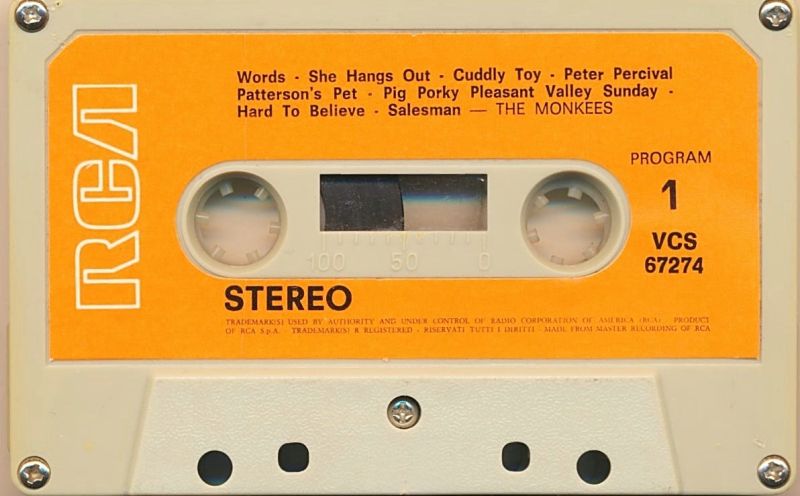 RCA
Words - She Hangs Out - Cuddly Toy - Peter Percival
Patterson's Pet - Pig Porky Pleasant Valley Sunday -
Hard To Believe - Salesman — THE MONKEES
PROGRAM
1
VCS
67274
100 50 0
STEREO
TRADEMARK(S) USED BY AUTHORITY AND UNDER CONTROL OF RADIO CORPORATION OF AMERICA (RCA) - PRODUCT
OF RCA S.p.A. - TRADEMARK(S) R REGISTERED - RISERVATI TUTTI I DIRITTI - MADE FROM MASTER RECORDING OF RCA